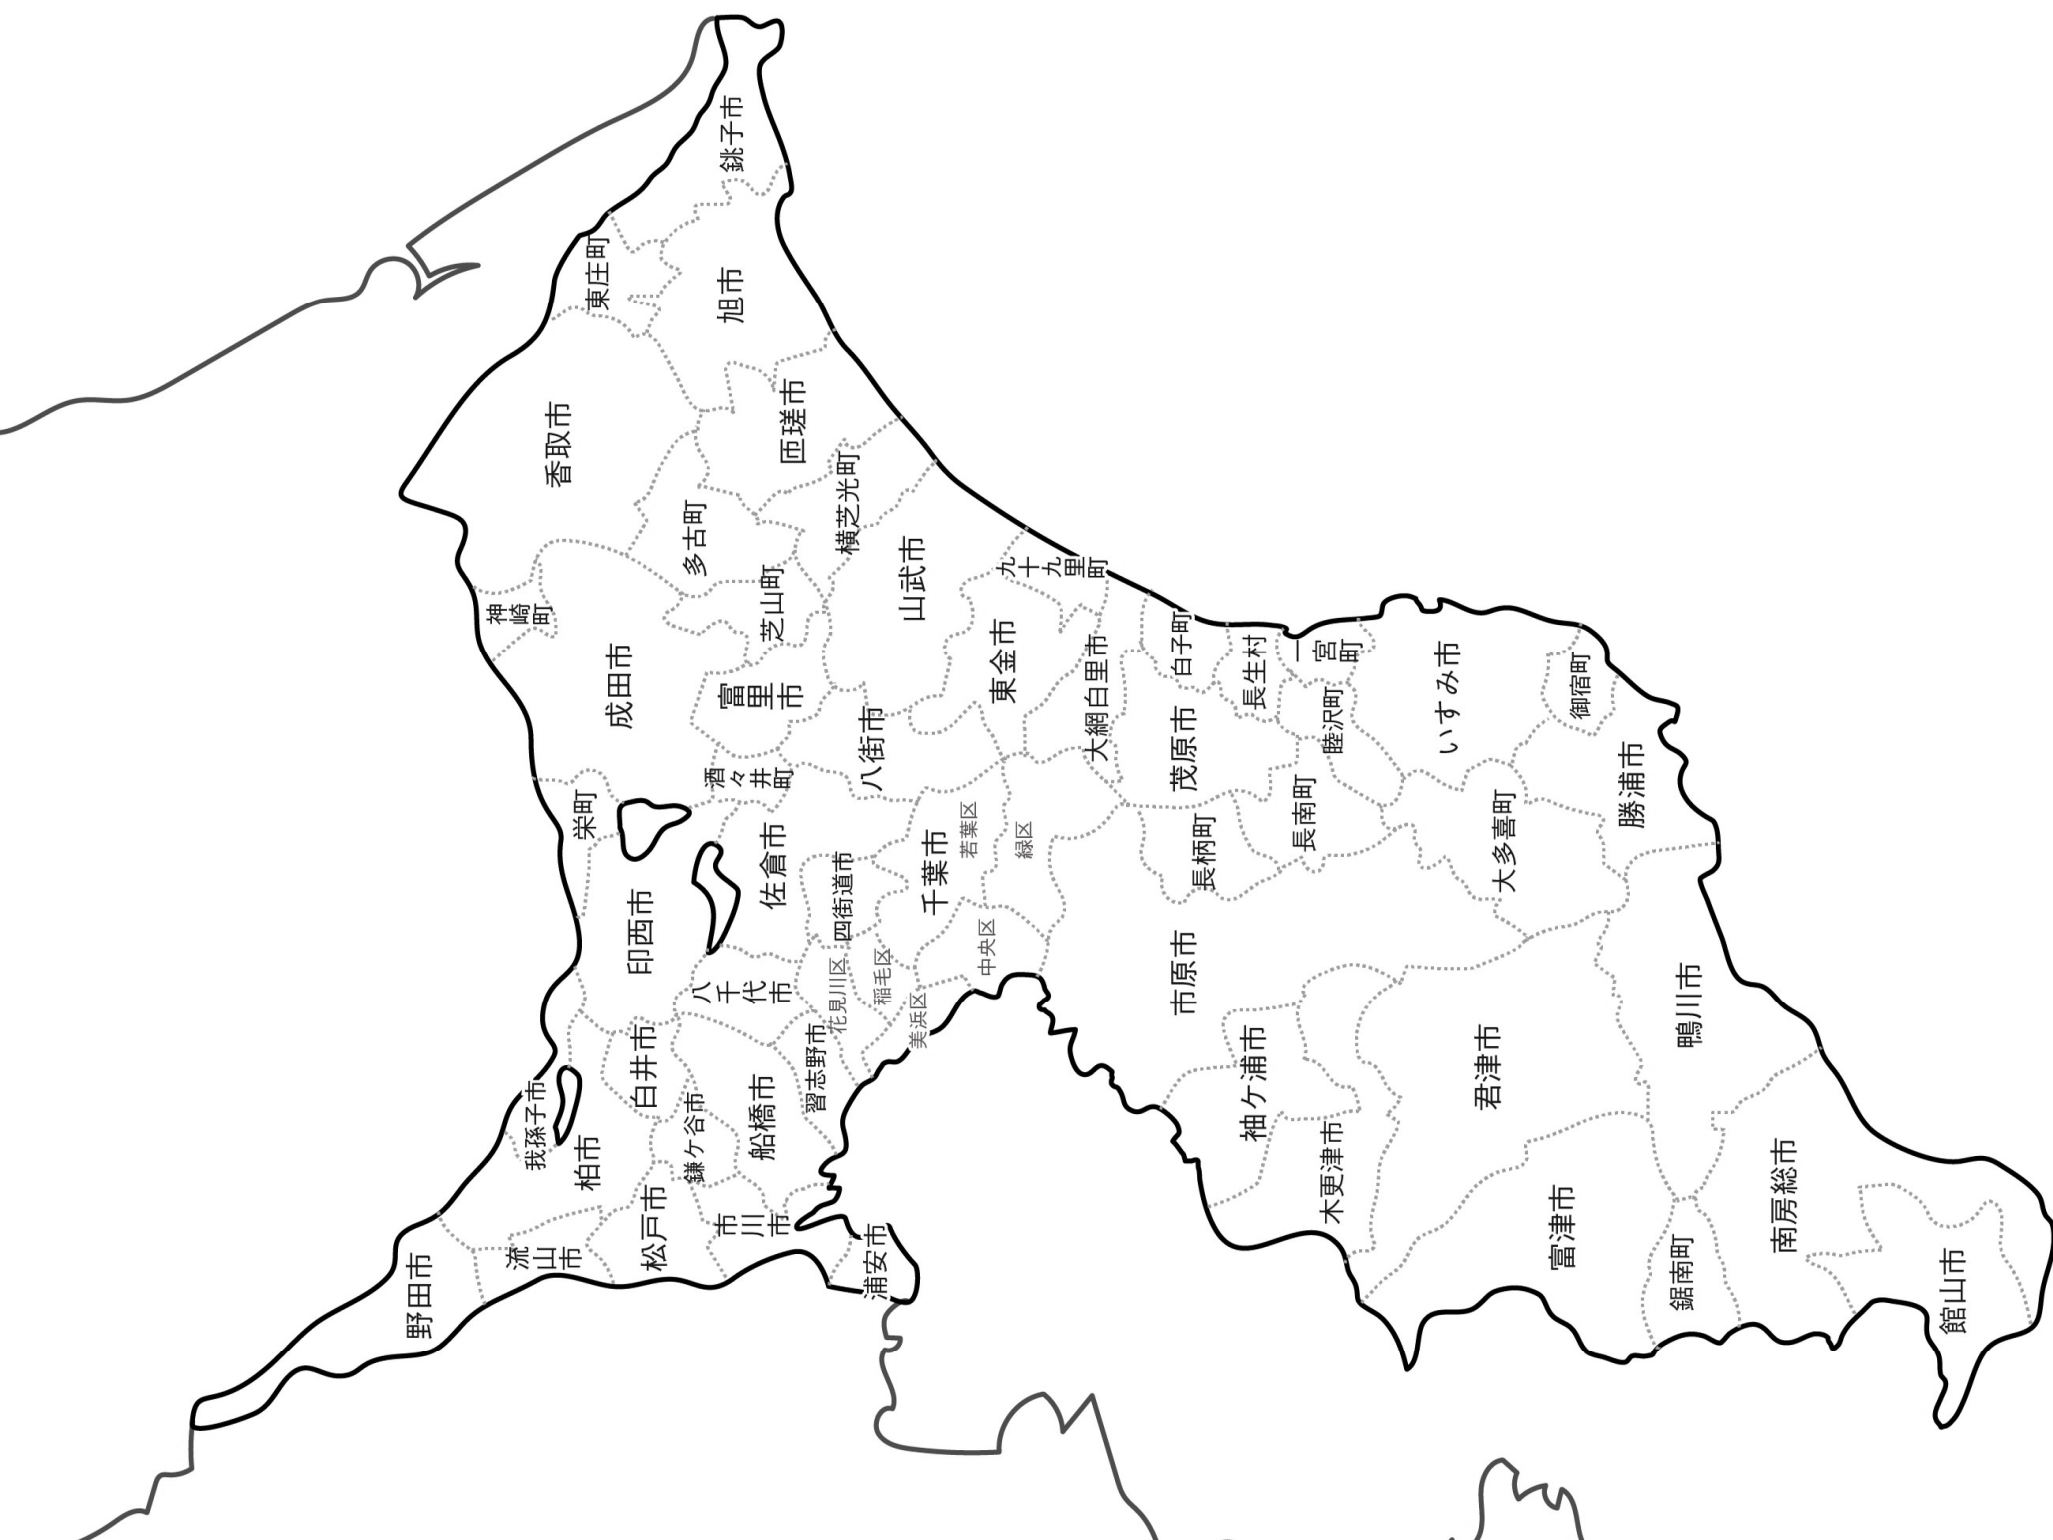 野田市
流山市
柏市
我孫子市
松戸市
鎌ケ谷市
白井市
市川市
浦安市
船橋市
習志野市
八千代市
印西市
栄町
成田市
神崎町
香取市
東庄町
銚子市
旭市
匝瑳市
多古町
横芝光町
芝山町
富里市
酒々井町
佐倉市
四街道市
八街市
山武市
東金市
九十九里町
大網白里市
千葉市
花見川区
稲毛区
美浜区
若葉区
中央区
緑区
市原市
茂原市
白子町
長生村
一宮町
睦沢町
長柄町
長南町
いすみ市
御宿町
大多喜町
勝浦市
袖ケ浦市
木更津市
君津市
富津市
鴨川市
鋸南町
南房総市
館山市